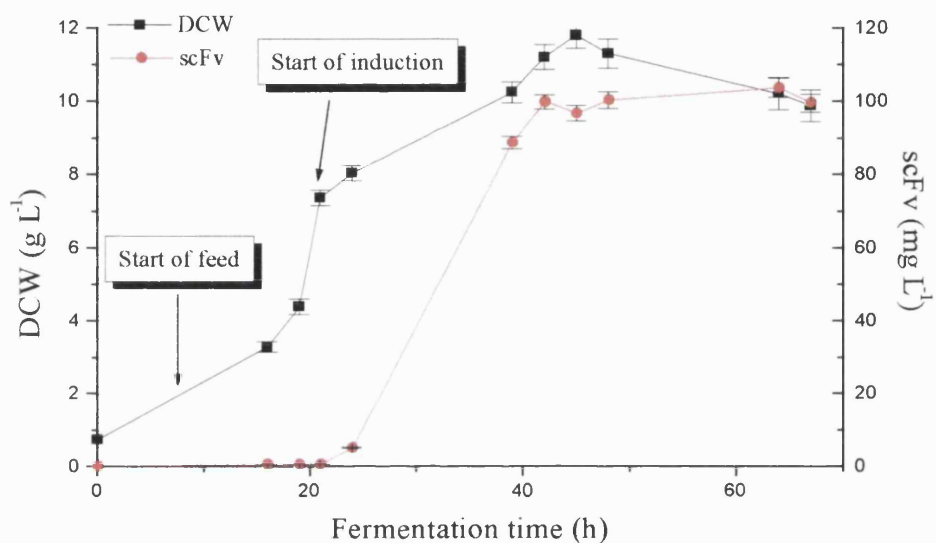 DCW
scFv
Start of induction
Start of feed
12
10
8
6
4
2
0
DCW (g L-1)
120
100
80
60
40
20
0
scFv (mg L-1)
0
20
40
60
Fermentation time (h)